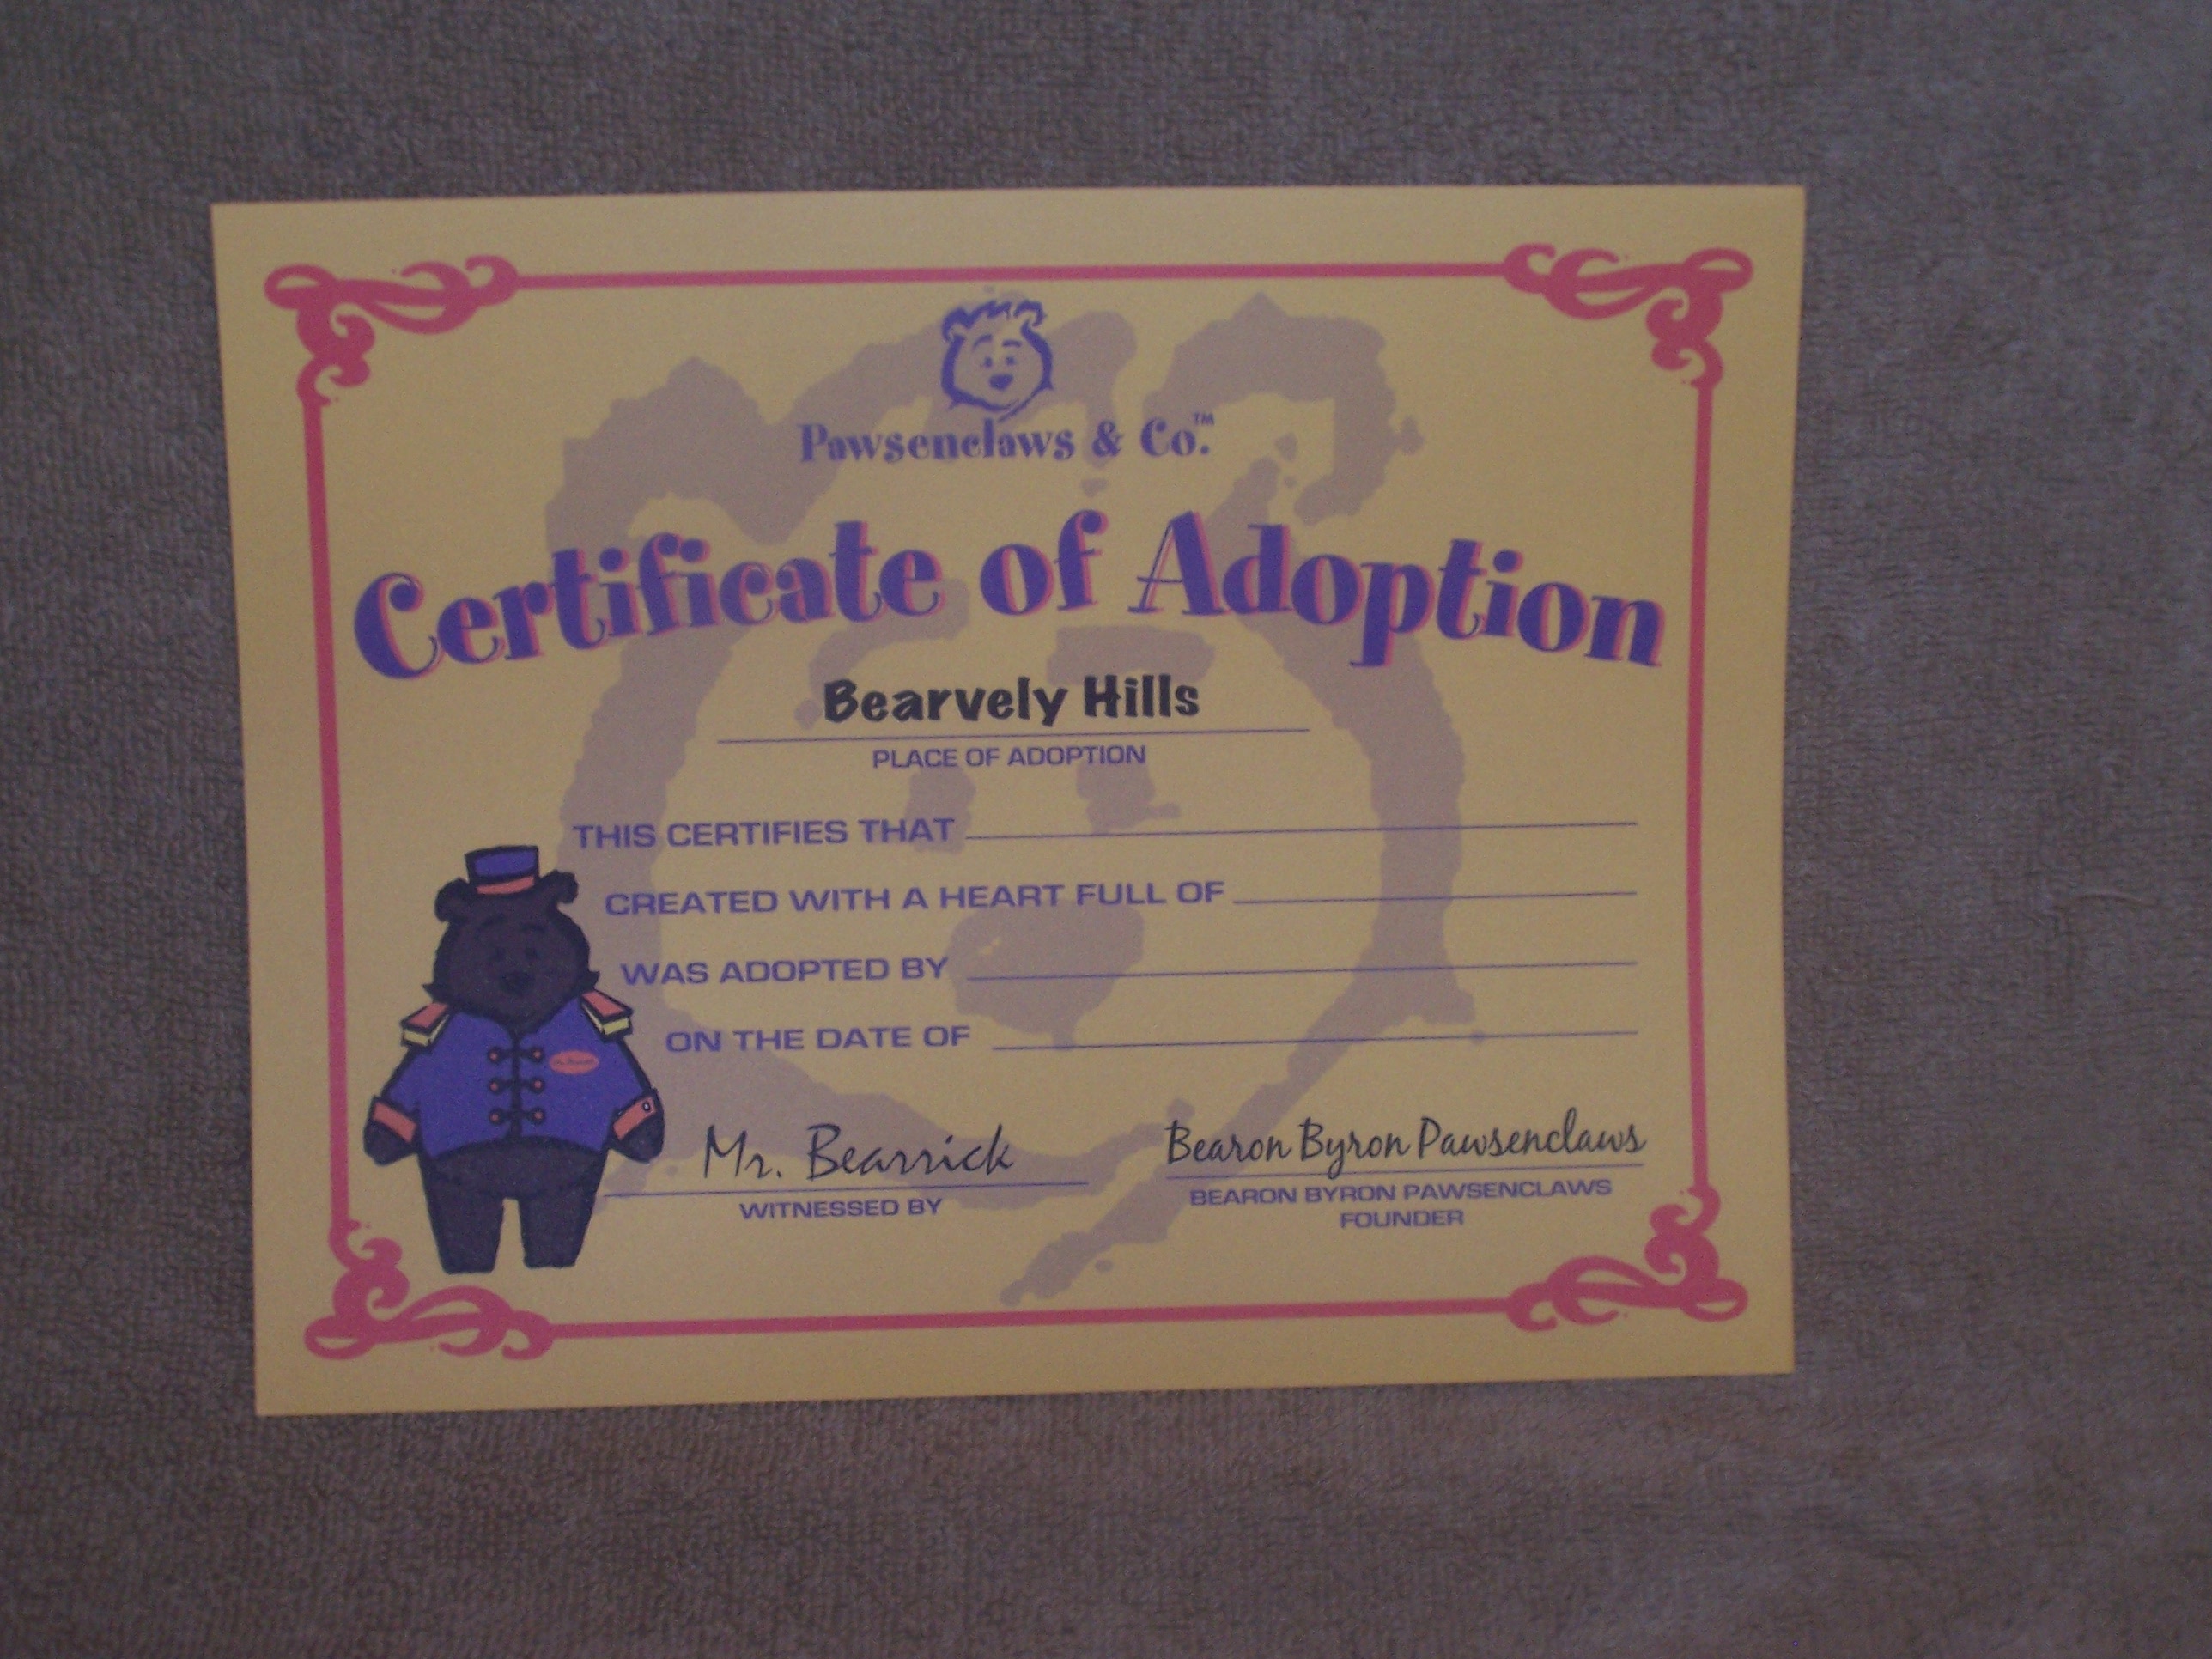 Pawsenclaws & Co.™
Certificate of Adoption
Bearvely Hills
PLACE OF ADOPTION
THIS CERTIFIES THAT
CREATED WITH A HEART FULL OF
WAS ADOPTED BY
ON THE DATE OF
Mr. Bearrick
WITNESSED BY
Bearon Byron Pawsenclaws
BEARON BYRON PAWSENCLAWS
FOUNDER